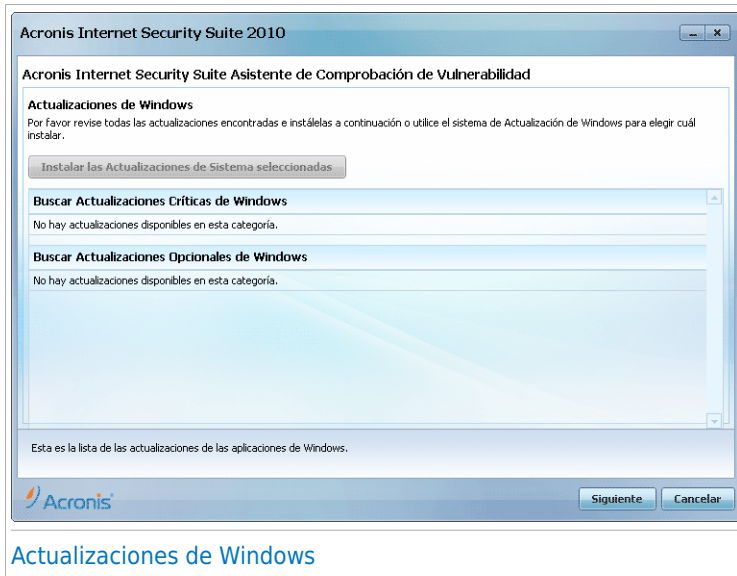 Acronis Internet Security Suite 2010
Acronis Internet Security Suite Asistente de Comprobación de Vulnerabilidad
Actualizaciones de Windows
Por favor revise todas las actualizaciones encontradas e instálelas a continuación o utilice el sistema de Actualización de Windows para elegir cuál
instalar.
Instalar las Actualizaciones de Sistema seleccionadas
Buscar Actualizaciones Críticas de Windows
No hay actualizaciones disponibles en esta categoría.
Buscar Actualizaciones Opcionales de Windows
No hay actualizaciones disponibles en esta categoría.
Esta es la lista de las actualizaciones de las aplicaciones de Windows.
Acronis
Siguiente
Cancelar
Actualizaciones de Windows